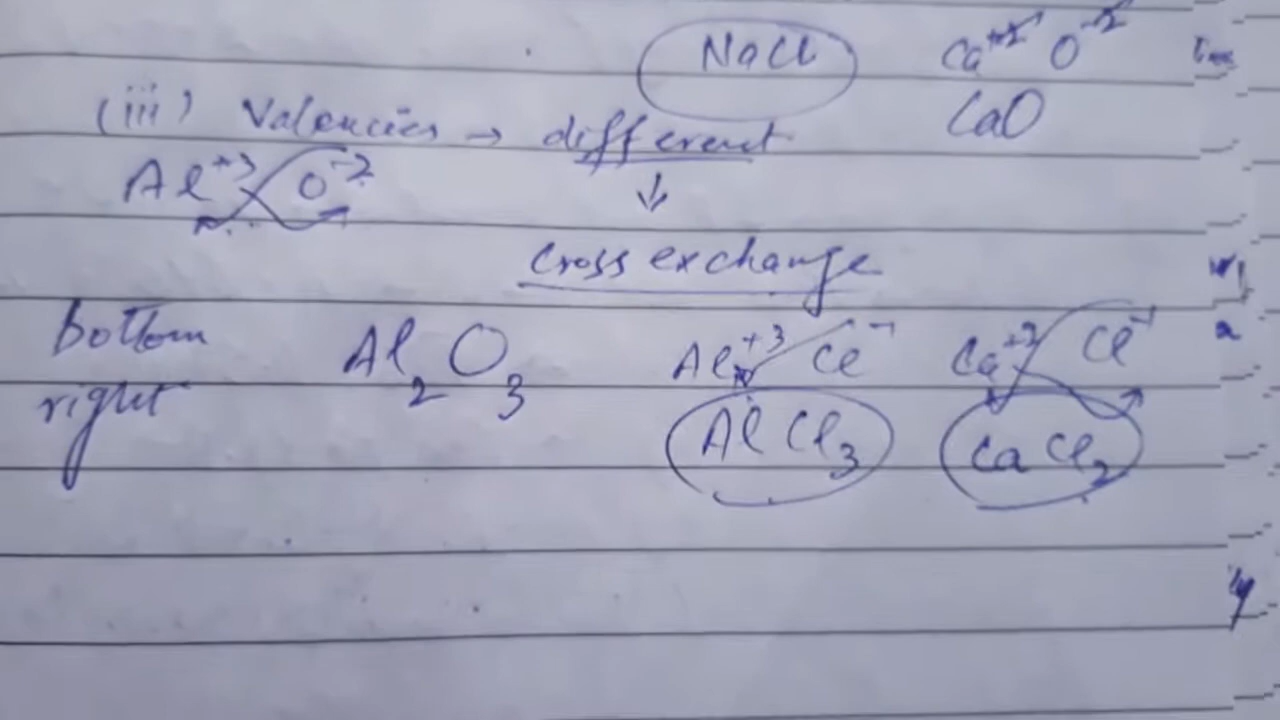 NaCl Ca+2 O-2
CaO
(iii) Valencies → different
Al+3 O-2
↓
Cross exchange
bottom right Al2O3 Al+3 Cl-1 Ca+2 Cl-1
AlCl3 CaCl2